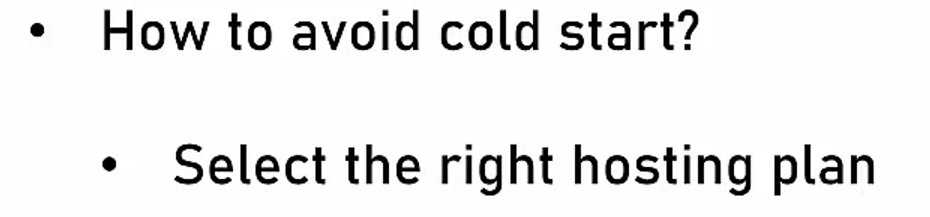 • How to avoid cold start?
• Select the right hosting plan